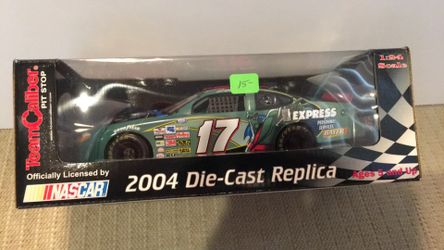 TeamCaliber
PIT STOP
15-
1:24
Scale
EXPRESS
17
Officially Licensed by
NASCAR
2004 Die-Cast Replica
Ages 8 and Up